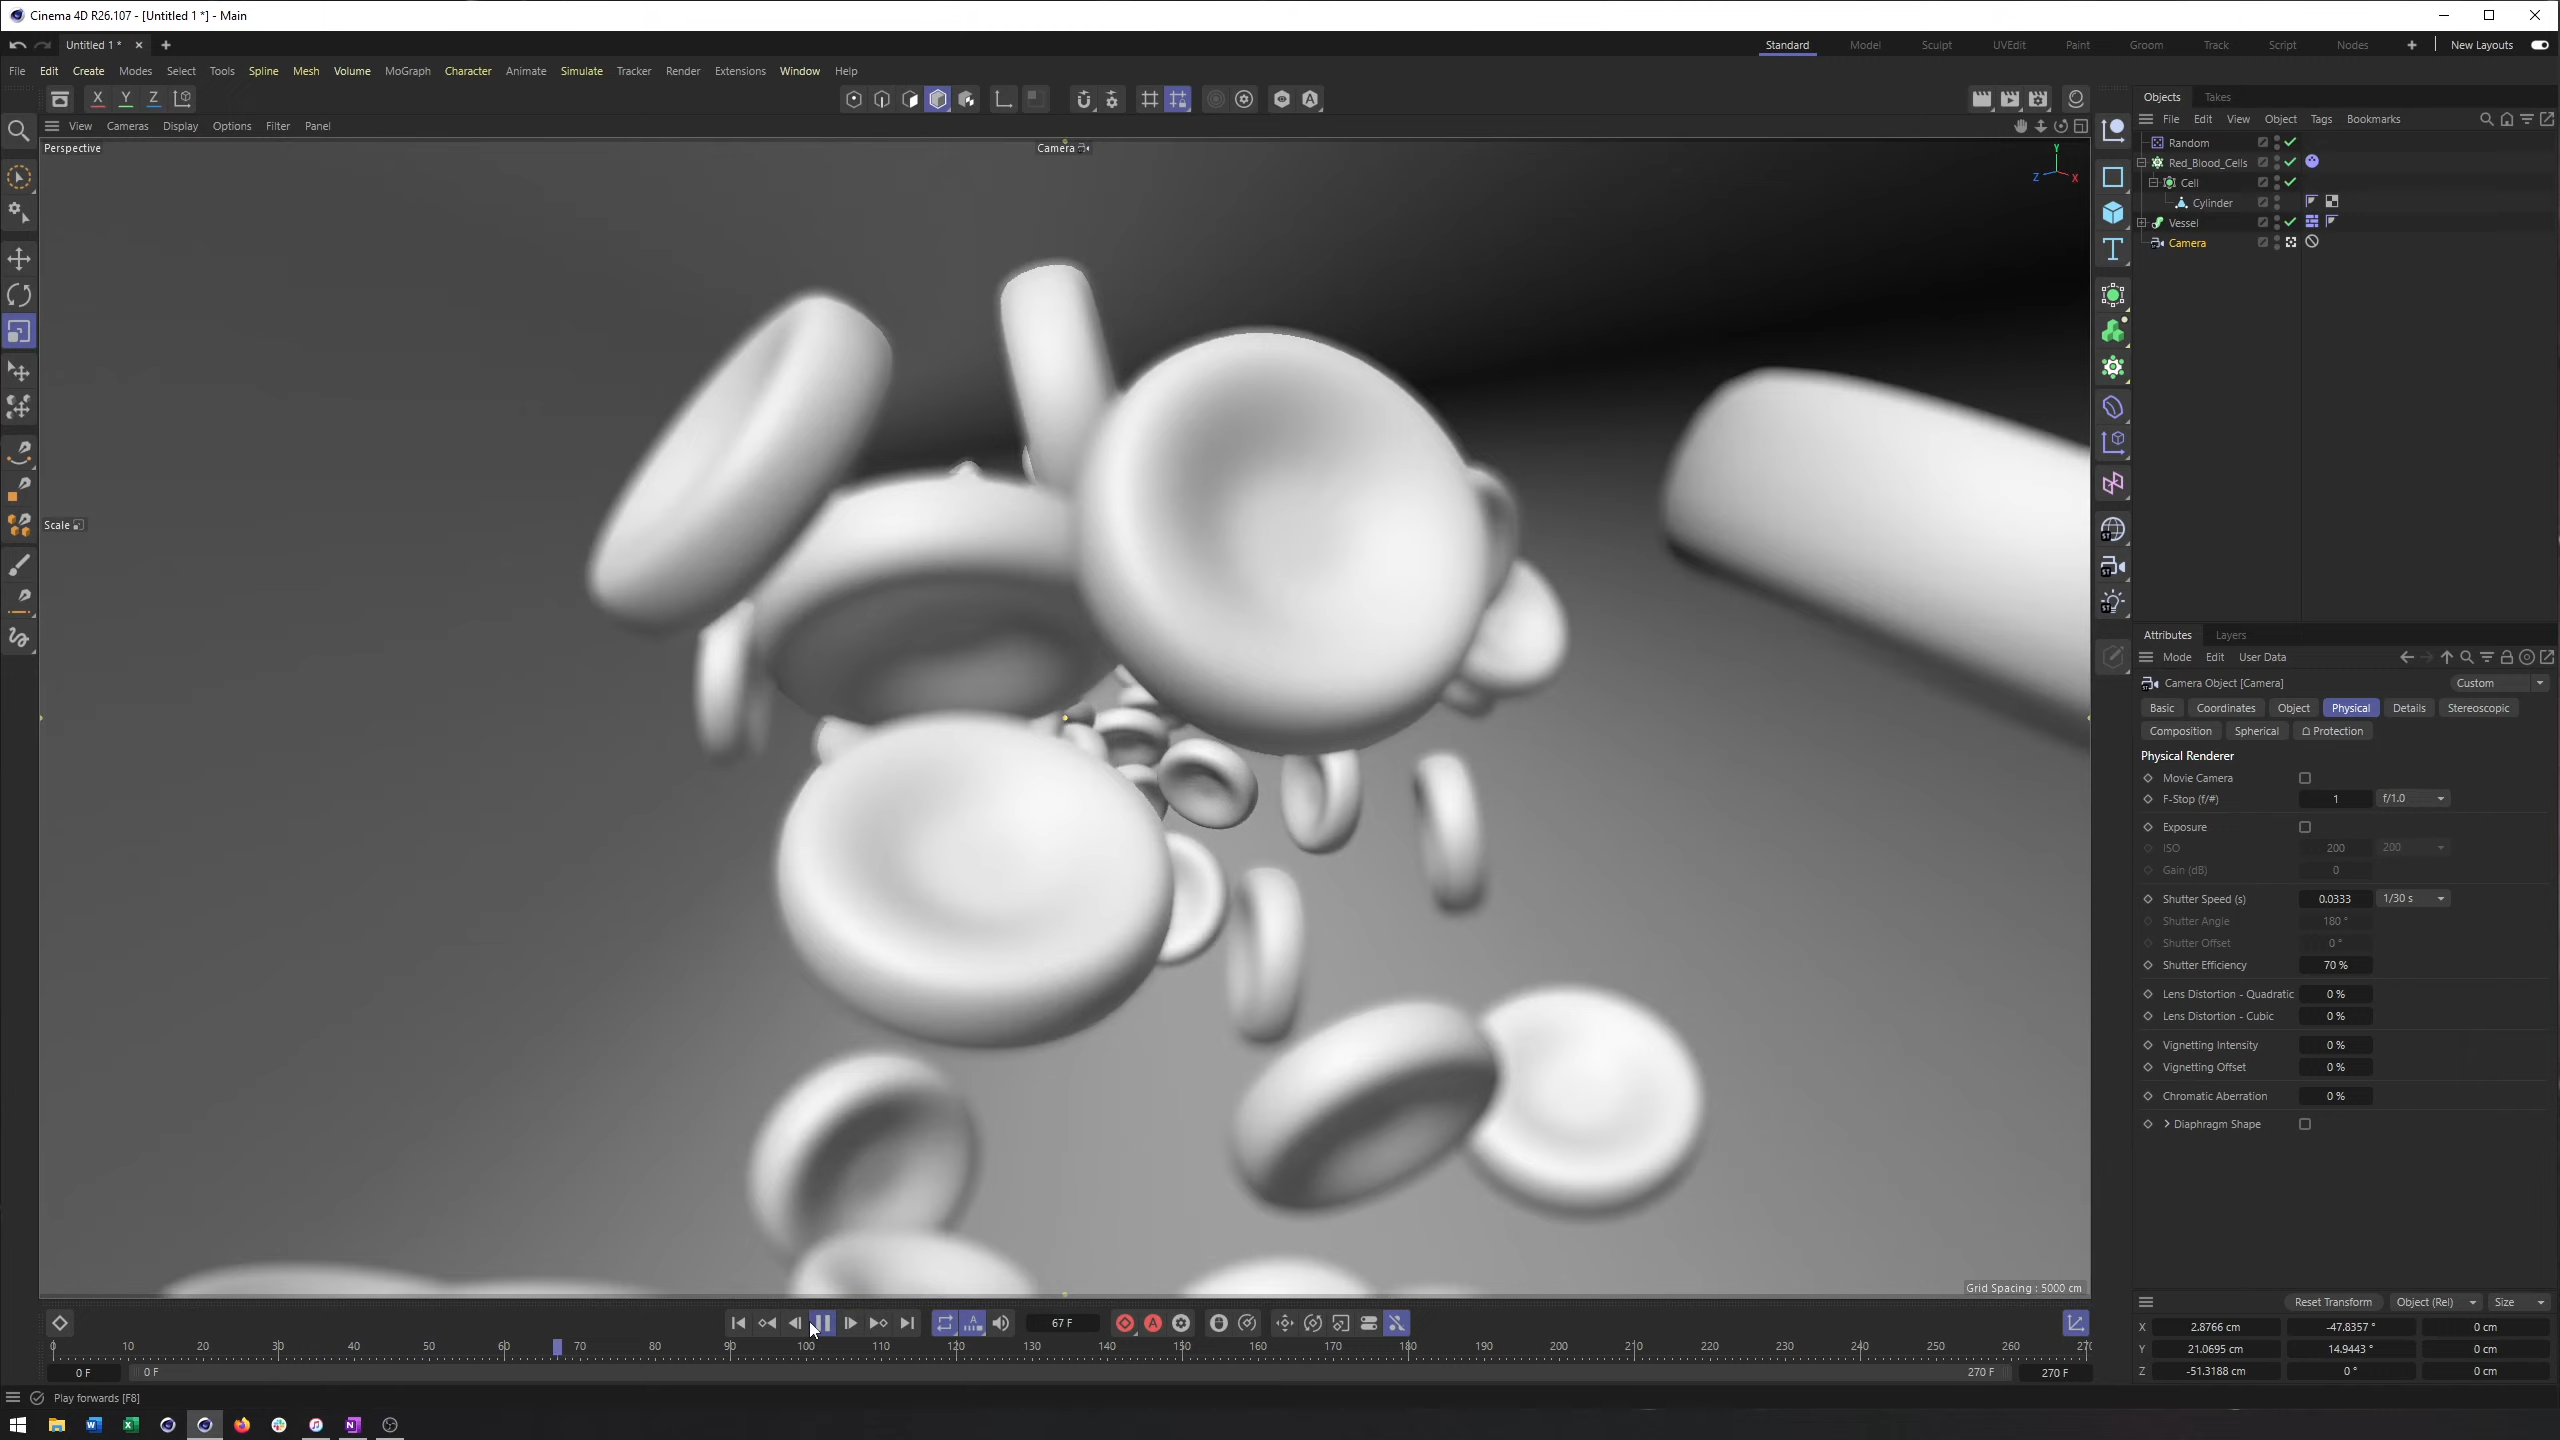 Cinema 4D R26.107 - [Untitled 1 *] - Main
Untitled 1 *
Standard Model Sculpt UVEdit Paint Groom Track Script Nodes New Layouts
File Edit Create Modes Select Tools Spline Mesh Volume MoGraph Character Animate Simulate Tracker Render Extensions Window Help
X Y Z
Objects Takes
View Cameras Display Options Filter Panel
File Edit View Object Tags Bookmarks
Perspective
Camera
Y
Z X
Random
Red_Blood_Cells
Cell
Cylinder
Vessel
Camera
Scale
Attributes Layers
Mode Edit User Data
Camera Object [Camera]
Custom
Basic Coordinates Object Physical Details Stereoscopic
Composition Spherical Protection
Physical Renderer
Movie Camera
F-Stop (f/#) 1 f/1.0
Exposure
ISO 200 200
Gain (dB) 0
Shutter Speed (s) 0.0333 1/30 s
Shutter Angle 180 °
Shutter Offset 0 °
Shutter Efficiency 70 %
Lens Distortion - Quadratic 0 %
Lens Distortion - Cubic 0 %
Vignetting Intensity 0 %
Vignetting Offset 0 %
Chromatic Aberration 0 %
Diaphragm Shape
Grid Spacing : 5000 cm
Reset Transform Object (Rel) Size
67 F
X 2.8766 cm -47.8357 ° 0 cm
Y 21.0695 cm 14.9443 ° 0 cm
Z -51.3188 cm 0 ° 0 cm
0 10 20 30 40 50 60 70 80 90 100 110 120 130 140 150 160 170 180 190 200 210 220 230 240 250 260 270
0 F 0 F 270 F 270 F
Play forwards [F8]